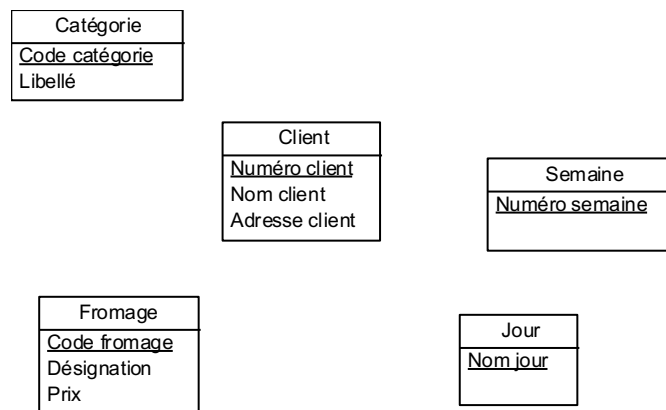 Catégorie
Code catégorie
Libellé
Client
Numéro client
Nom client
Adresse client
Semaine
Numéro semaine
Fromage
Code fromage
Désignation
Prix
Jour
Nom jour